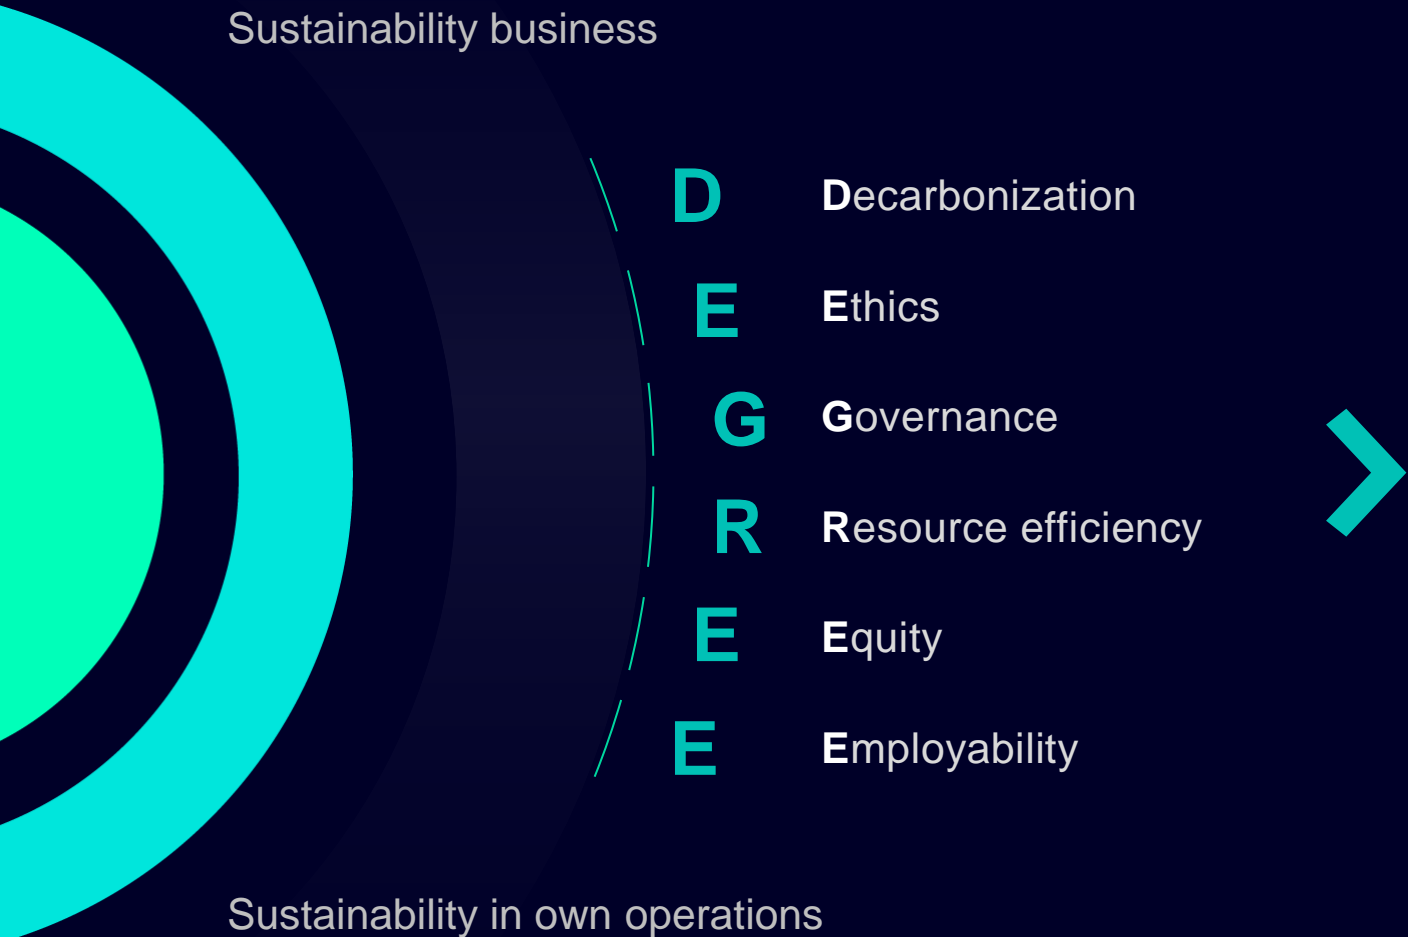 Sustainability business
D Decarbonization
E Ethics
G Governance
R Resource efficiency
E Equity
E Employability
Sustainability in own operations